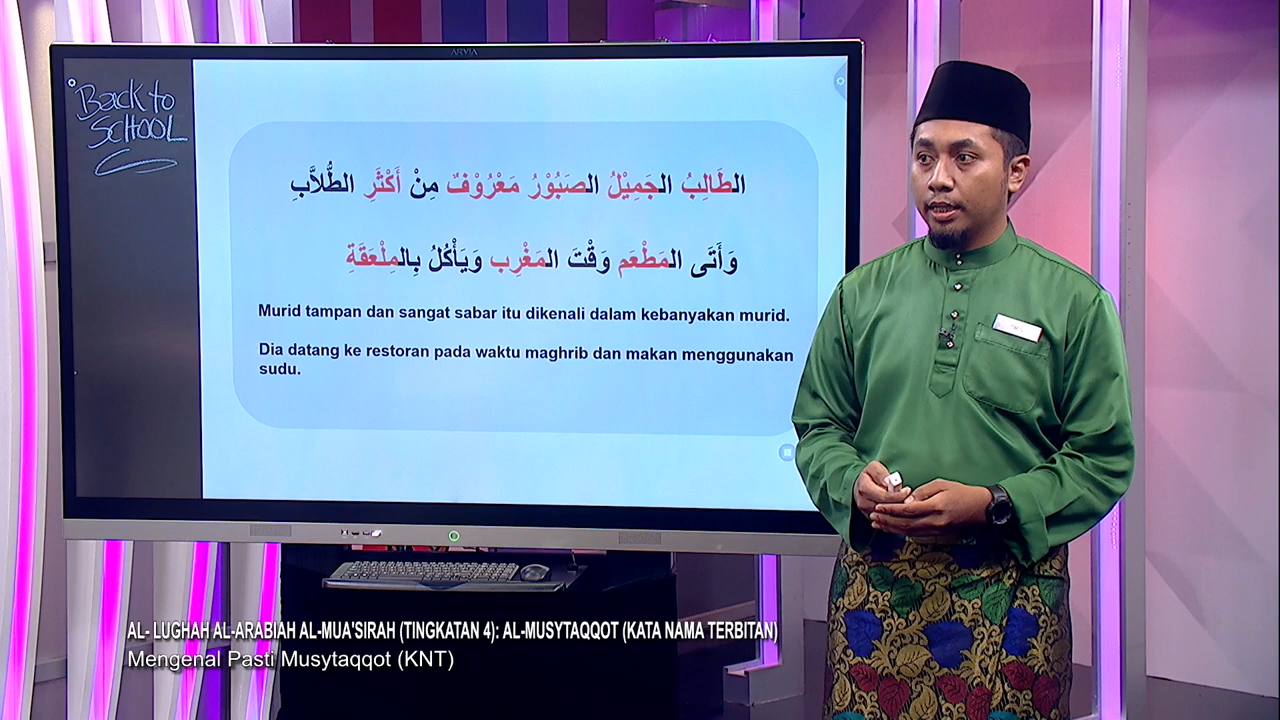 ARVIA
Back to
SCHOOL
الطَالِبُ الجَمِيْلُ الصَبُوْرُ مَعْرُوْفٌ مِنْ أَكْثَرِ الطُّلاَّبِ
وَأَتَى المَطْعَم وَقْتَ المَغْرِب وَيَأْكُلُ بِالمِلْعَقَةِ
Murid tampan dan sangat sabar itu dikenali dalam kebanyakan murid.
Dia datang ke restoran pada waktu maghrib dan makan menggunakan
sudu.
AL- LUGHAH AL-ARABIAH AL-MUA'SIRAH (TINGKATAN 4): AL-MUSYTAQQOT (KATA NAMA TERBITAN)
Mengenal Pasti Musytaqqot (KNT)